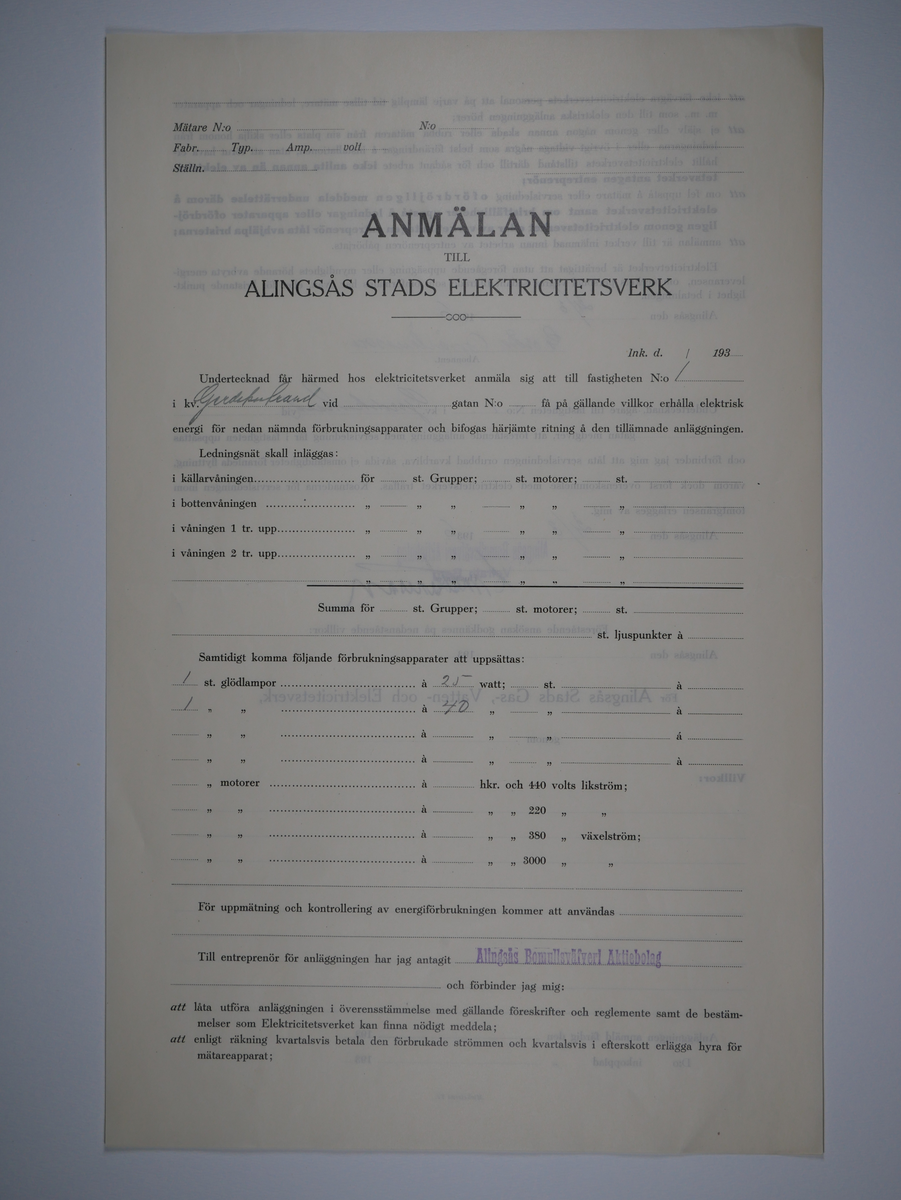 Mätare N:o N:o
Fabr. Typ. Amp. volt
Ställn.
ANMÄLAN
TILL
ALINGSÅS STADS ELEKTRICITETSVERK
Ink. d. / 193
Undertecknad får härmed hos elektricitetsverket anmäla sig att till fastigheten N:o 1
i kv. vid gatan N:o få på gällande villkor erhålla elektrisk
energi för nedan nämnda förbrukningsapparater och bifogas härjämte ritning å den tillämnade anläggningen.
Ledningsnät skall inläggas:
i källarvåningen för st. Grupper; st. motorer; st.
i bottenvåningen „ „ „ „ „ „
i våningen 1 tr. upp „ „ „ „ „ „
i våningen 2 tr. upp „ „ „ „ „ „
„ „ „ „ „ „
Summa för st. Grupper; st. motorer; st.
st. ljuspunkter à
Samtidigt komma följande förbrukningsapparater att uppsättas:
1 st. glödlampor à 25 watt; st. à
1 „ „ à 40 „ „ à
„ „ à „ „ á
„ „ à „ „ à
„ motorer à hkr. och 440 volts likström;
„ „ à „ „ 220 „ „
„ „ à „ „ 380 „ växelström;
„ „ à „ „ 3000 „ „
För uppmätning och kontrollering av energiförbrukningen kommer att användas
Till entreprenör för anläggningen har jag antagit Alingsås Bomullsväfveri Aktiebolag
och förbinder jag mig:
att låta utföra anläggningen i överensstämmelse med gällande föreskrifter och reglemente samt de bestäm-
melser som Elektricitetsverket kan finna nödigt meddela;
att enligt räkning kvartalsvis betala den förbrukade strömmen och kvartalsvis i efterskott erlägga hyra för
mätareapparat;